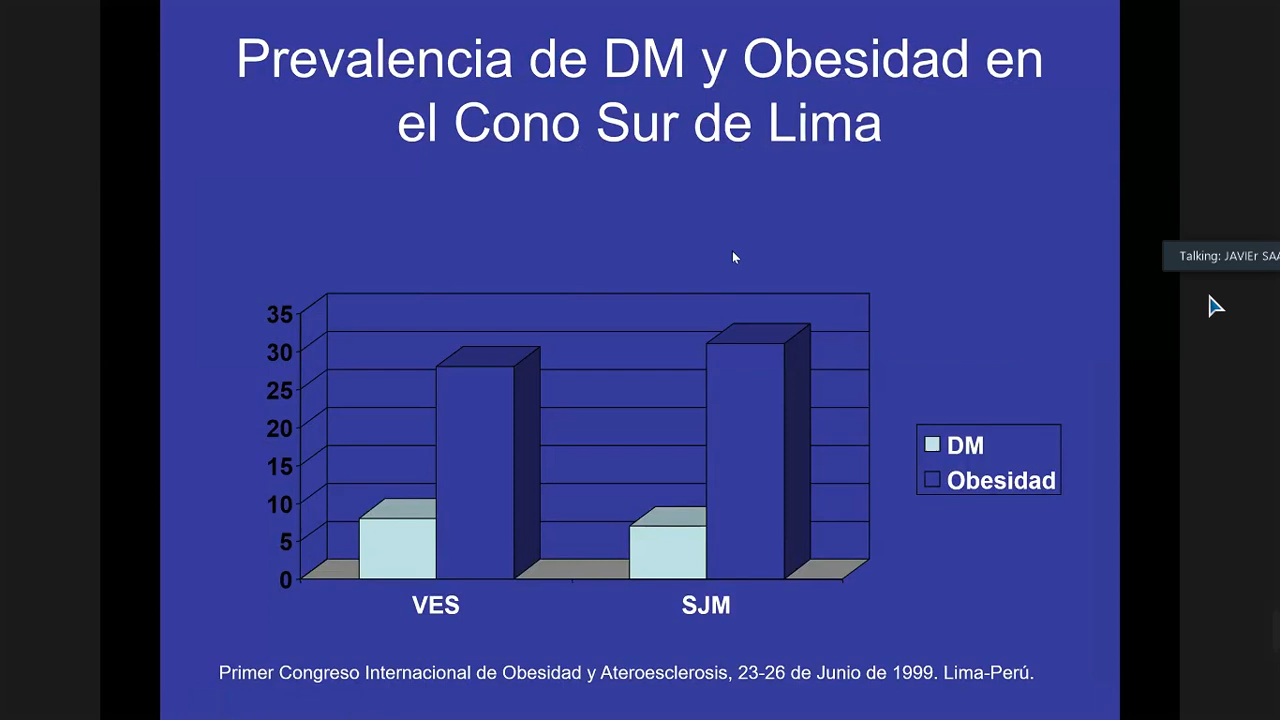 Prevalencia de DM y Obesidad en
el Cono Sur de Lima
Talking: JAVIEr
35
30
25
20
15
10
5
0
VES
SJM
DM
Obesidad
Primer Congreso Internacional de Obesidad y Ateroesclerosis, 23-26 de Junio de 1999. Lima-Perú.